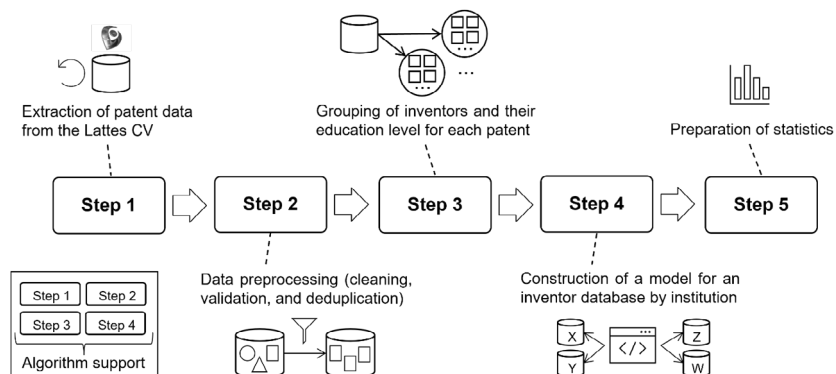 Extraction of patent data
from the Lattes CV
Grouping of inventors and their
education level for each patent
Preparation of statistics
Step 1
Step 2
Step 3
Step 4
Step 5
Data preprocessing (cleaning,
validation, and deduplication)
Construction of a model for an
inventor database by institution
Step 1
Step 2
Step 3
Step 4
Algorithm support
...
...
...
X
Y
</>
Z
W